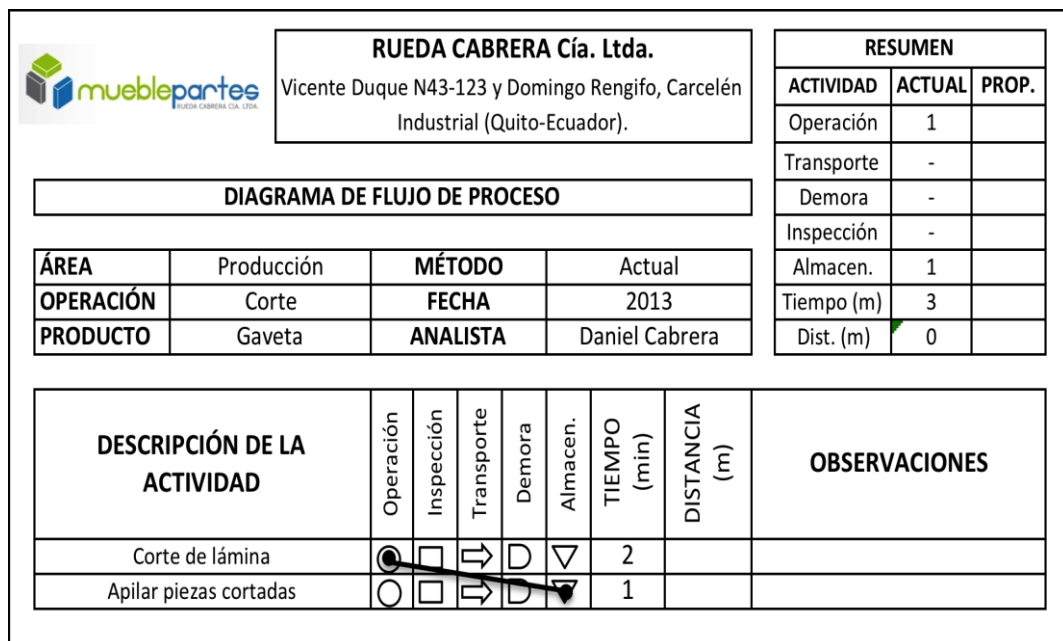 mueblepartes
RUEDA CABRERA CIA. LTDA.
RUEDA CABRERA Cía. Ltda.
Vicente Duque N43-123 y Domingo Rengifo, Carcelén
Industrial (Quito-Ecuador).
DIAGRAMA DE FLUJO DE PROCESO
ÁREA Producción MÉTODO Actual
OPERACIÓN Corte FECHA 2013
PRODUCTO Gaveta ANALISTA Daniel Cabrera
RESUMEN
ACTIVIDAD ACTUAL PROP.
Operación 1
Transporte -
Demora -
Inspección -
Almacen. 1
Tiempo (m) 3
Dist. (m) 0
DESCRIPCIÓN DE LA
ACTIVIDAD
Operación
Inspección
Transporte
Demora
Almacen.
TIEMPO
(min)
DISTANCIA
(m)
OBSERVACIONES
Corte de lámina 2
Apilar piezas cortadas 1